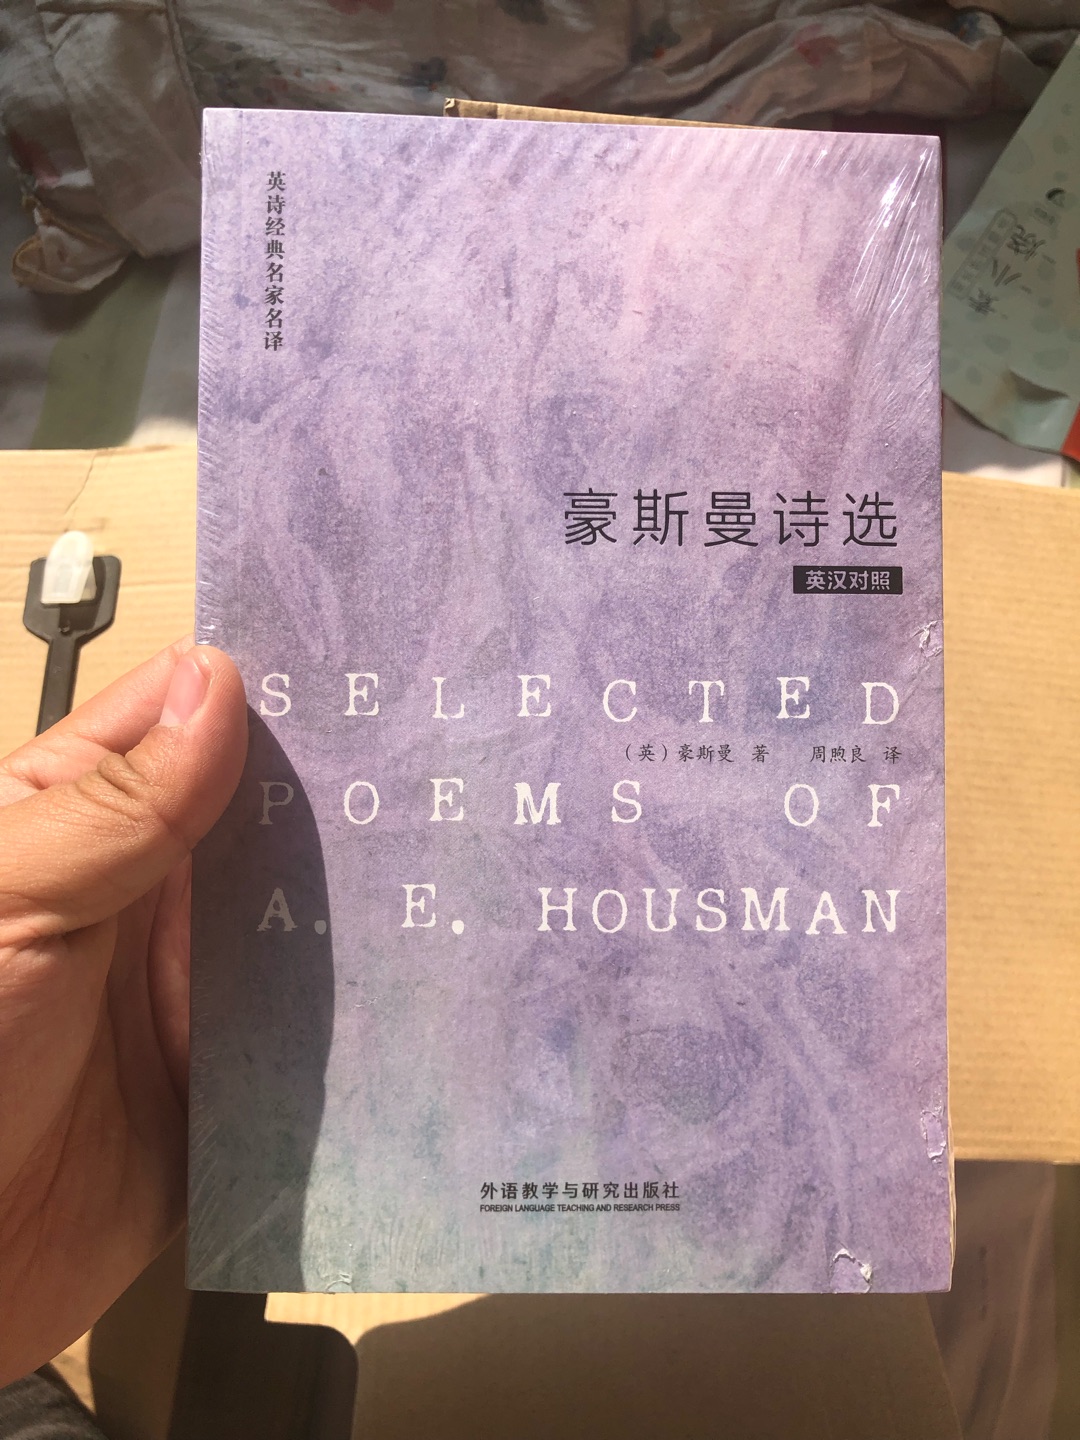 英诗经典名家名译
豪斯曼诗选
英汉对照
SELECTED
（英）豪斯曼 著 周煦良 译
POEMS OF
A. E. HOUSMAN
外语教学与研究出版社
FOREIGN LANGUAGE TEACHING AND RESEARCH PRESS
小烧